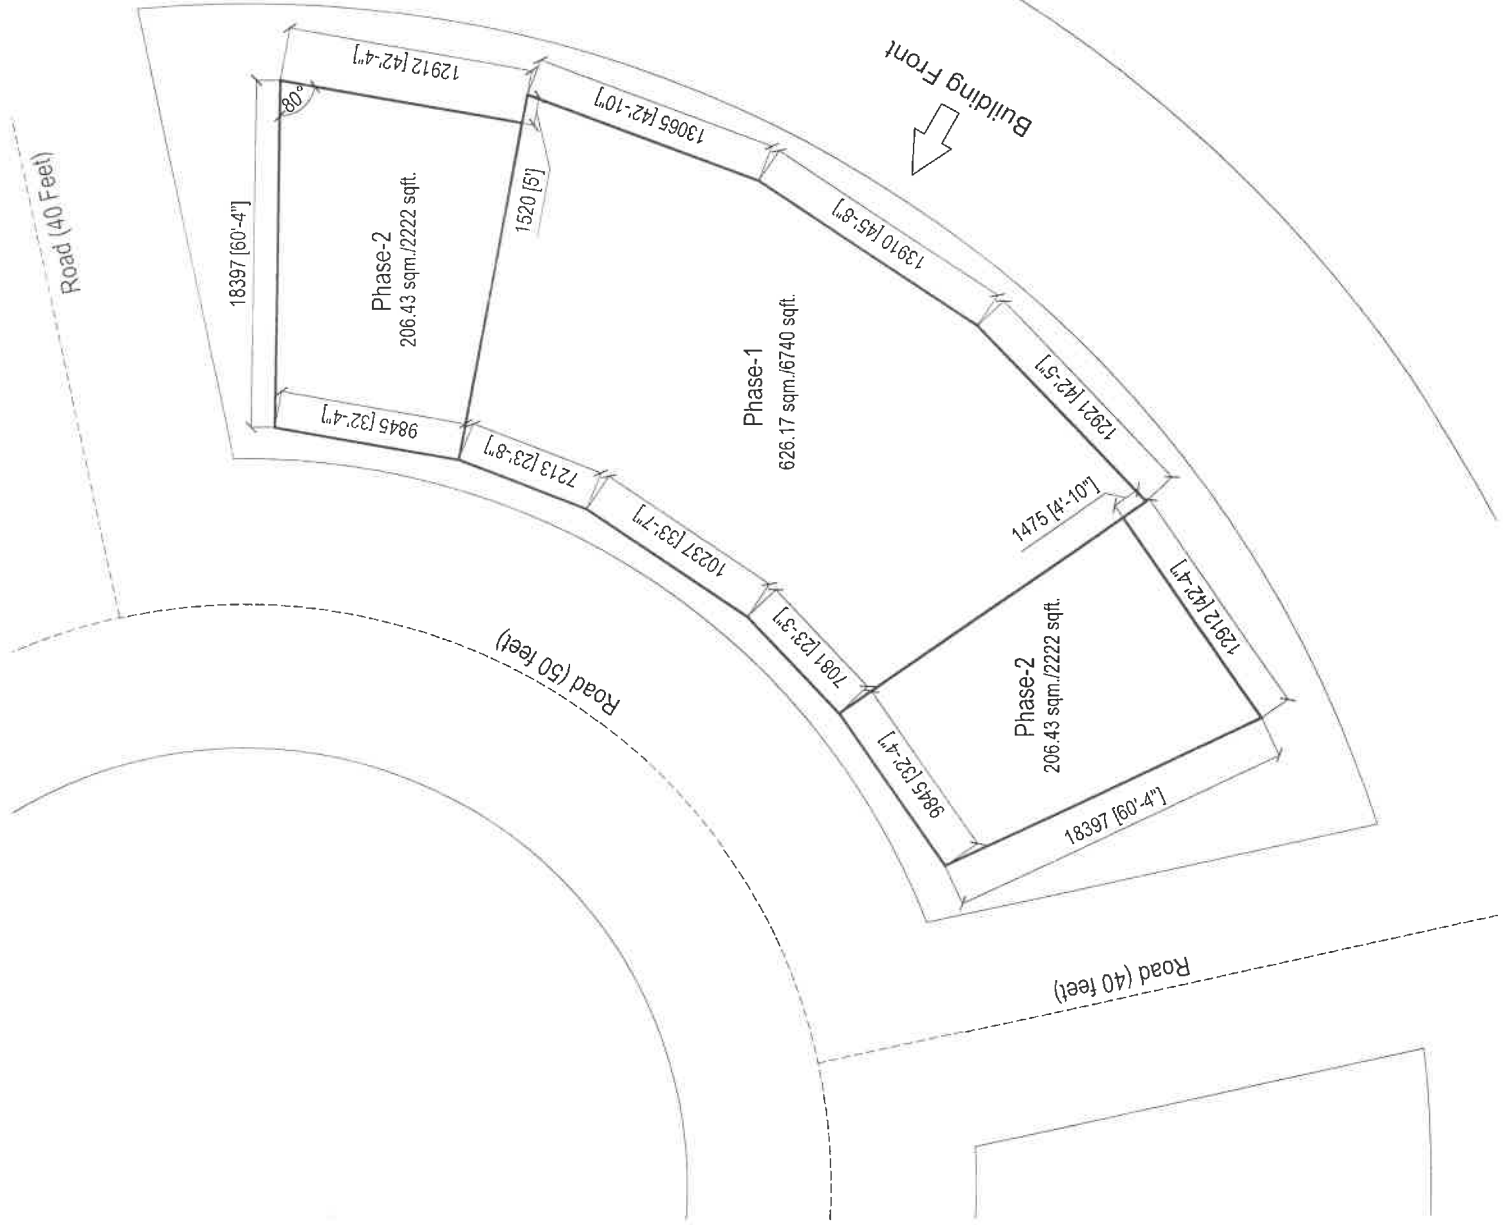 Building Front
12912 [42'-4"]
80°
13065 [42'-10"]
Road (40 Feet)
18397 [60'-4"]
Phase-2
206.43 sqm./2222 sqft.
1520 [5']
13910 [45'-8"]
Phase-1
626.17 sqm./6740 sqft.
12921 [42'-5"]
9845 [32'-4"]
7213 [23'-8"]
10237 [33'-7"]
1475 [4'-10"]
7081 [23'-3"]
12912 [42'-4"]
Road (50 feet)
Phase-2
206.43 sqm./2222 sqft.
9845 [32'-4"]
18397 [60'-4"]
Road (40 feet)